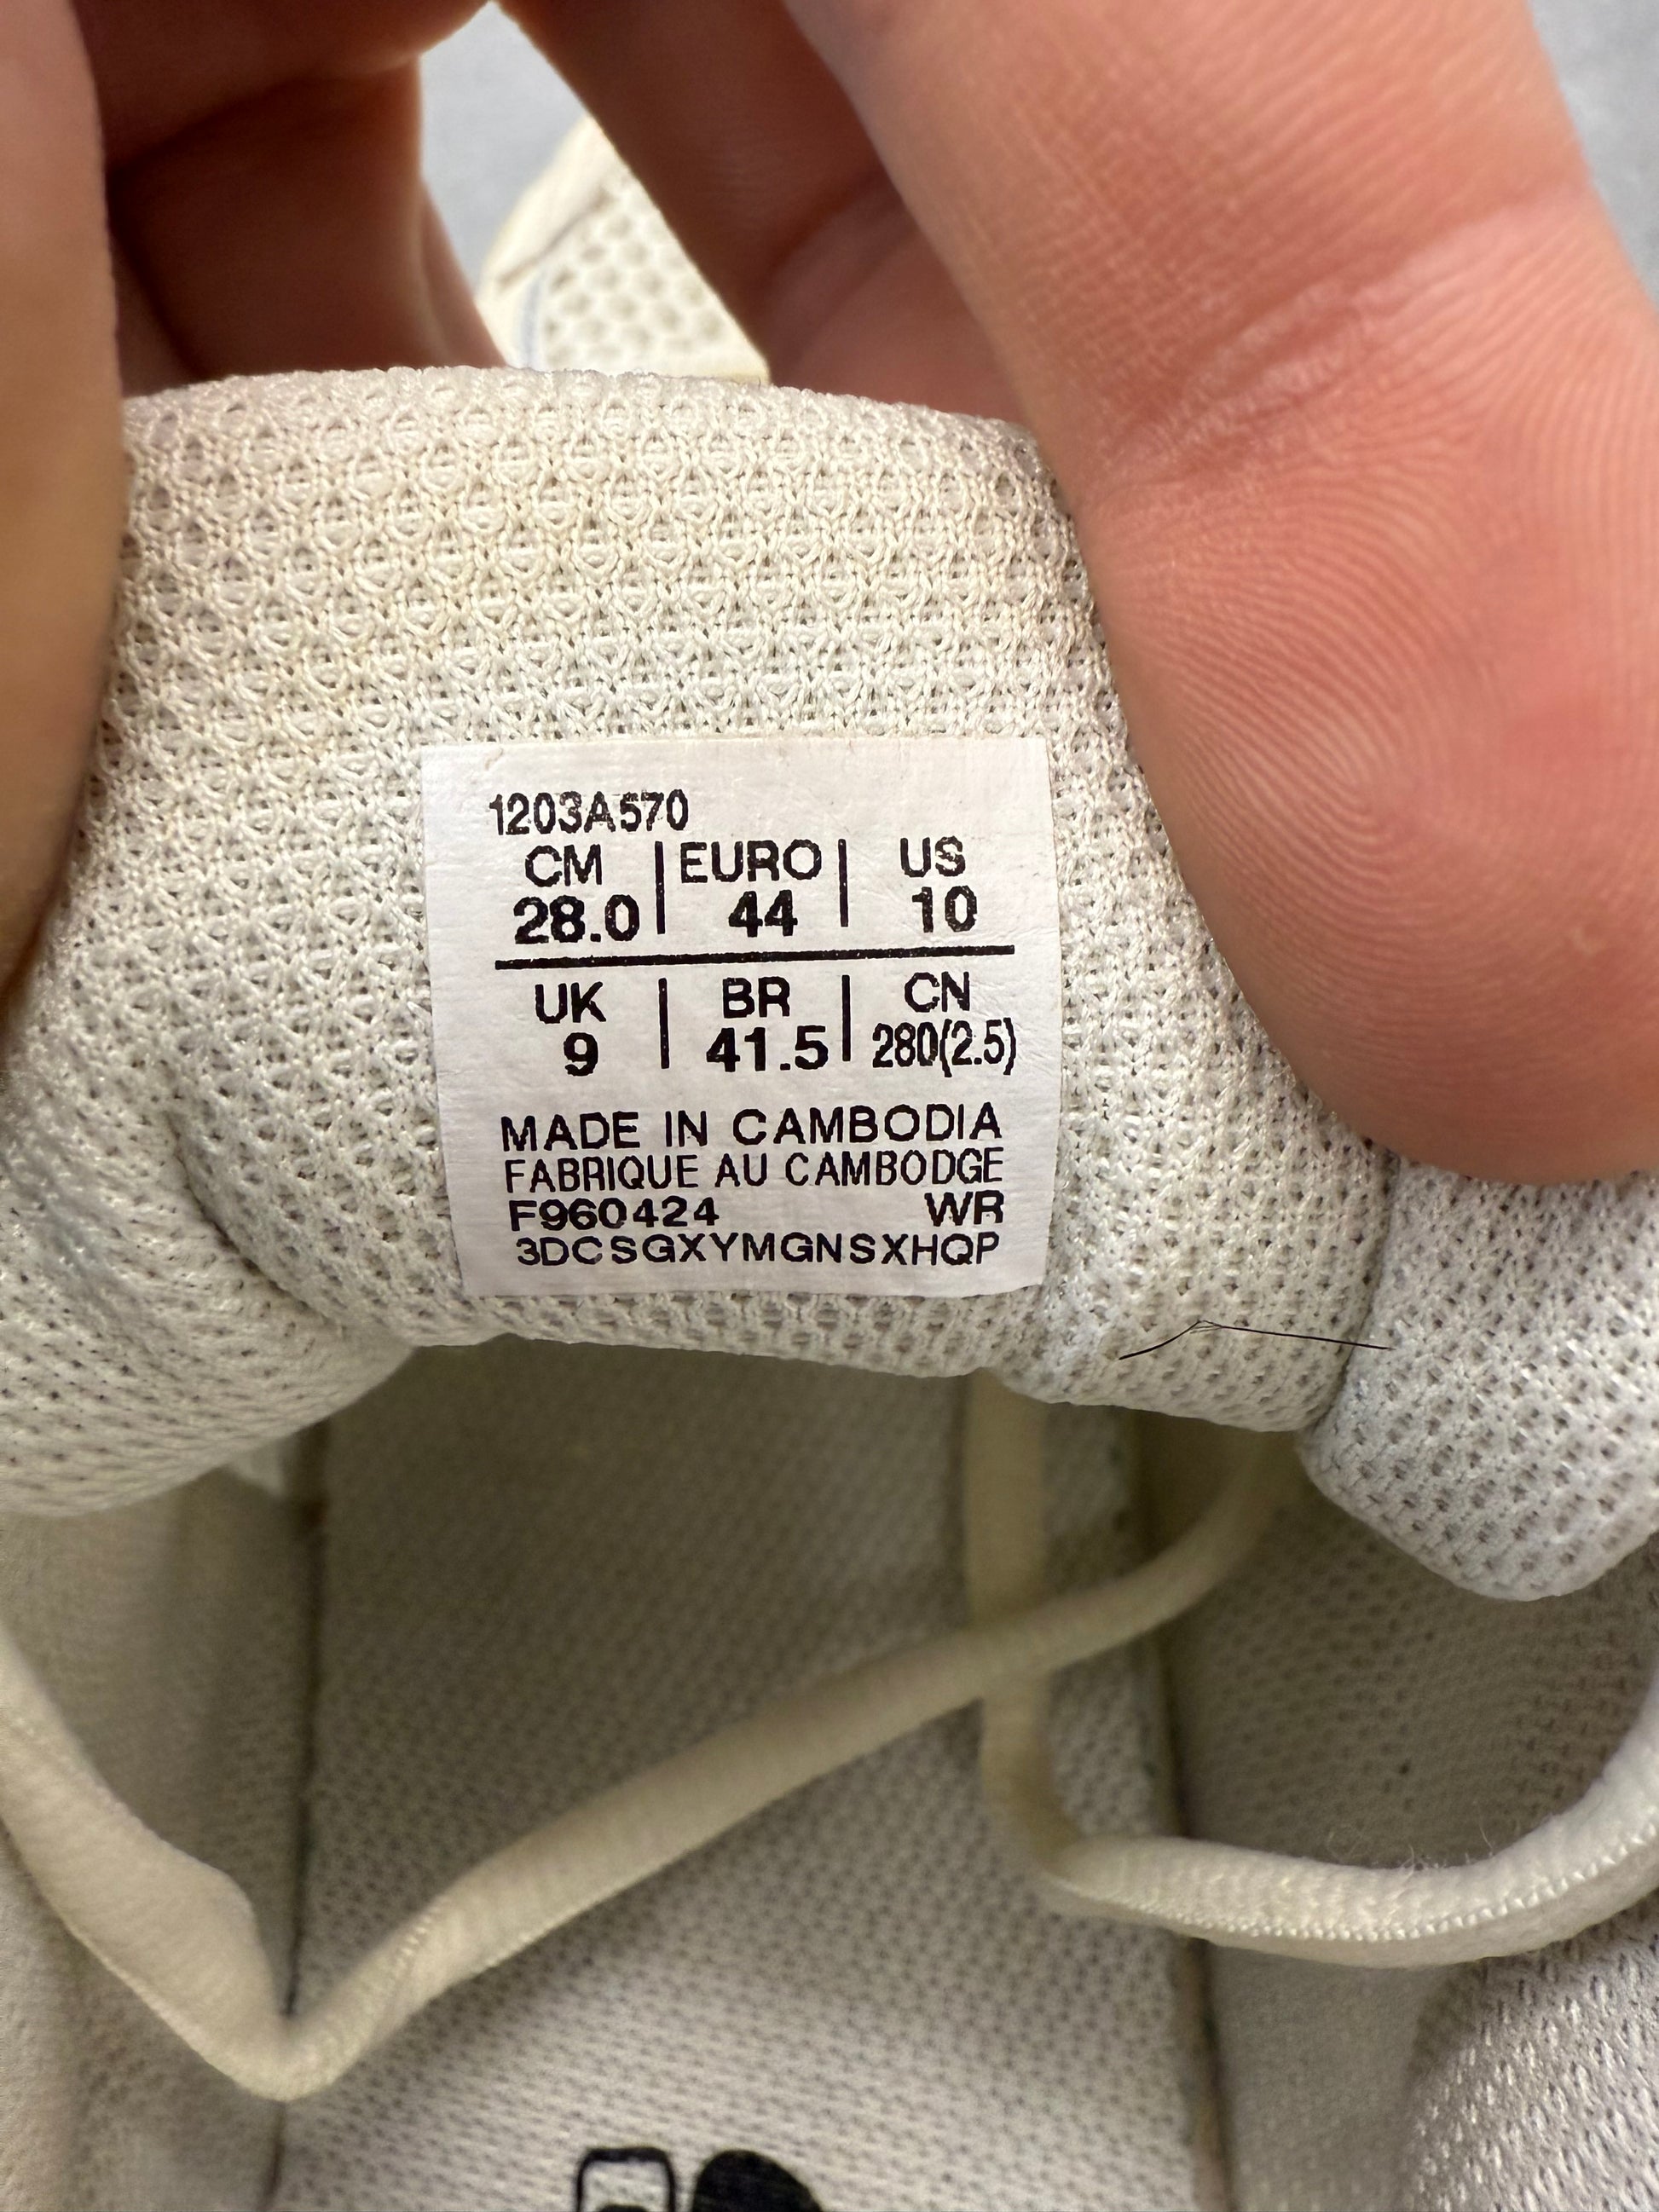 1203A570
CM | EURO | US
28.0 | 44 | 10
UK | BR | CN
9 | 41.5 | 280(2.5)
MADE IN CAMBODIA
FABRIQUE AU CAMBODGE
F960424 WR
3DCSGXYMGNSXHQP